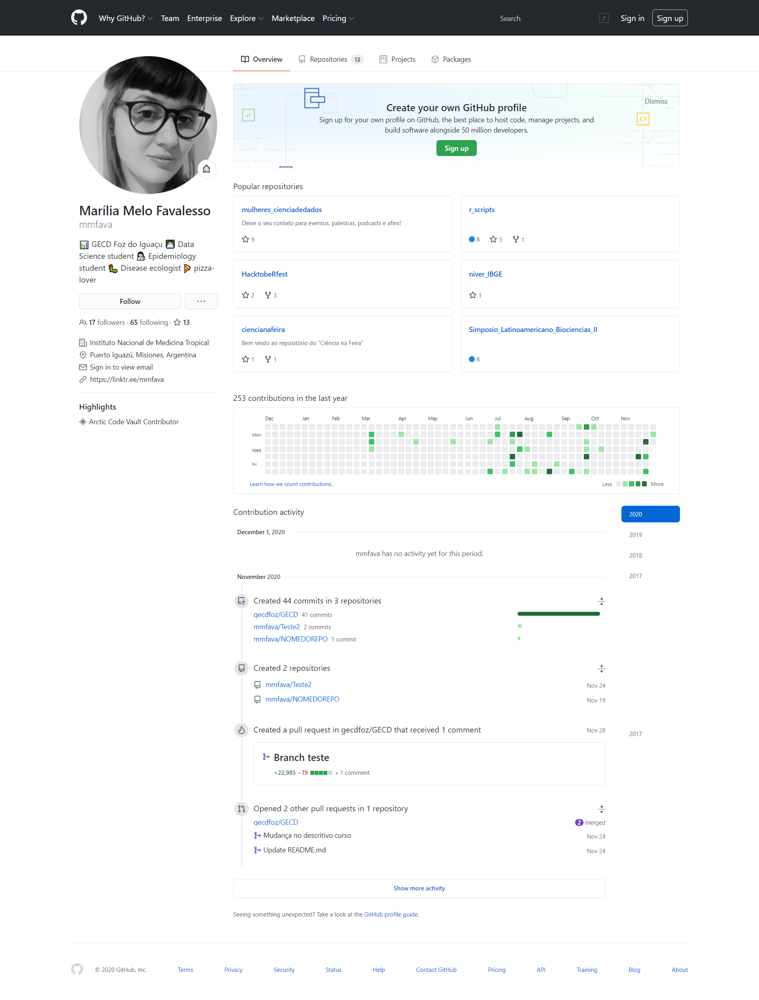 Why GitHub? Team Enterprise Explore Marketplace Pricing Search / Sign in Sign up
Overview Repositories 13 Projects Packages
Dismiss
Create your own GitHub profile
Sign up for your own profile on GitHub, the best place to host code, manage projects, and
build software alongside 50 million developers.
Sign up
Marília Melo Favalesso
mmfava
GECD Foz do Iguaçu Data
Science student Epidemiology
student Disease ecologist pizza-
lover
Follow ...
17 followers · 65 following · 13
Instituto Nacional de Medicina Tropical
Puerto Iguazú, Misiones, Argentina
Sign in to view email
https://linktr.ee/mmfava
Highlights
Arctic Code Vault Contributor
Popular repositories
mulheres_cienciadedados
Deixe o seu contato para eventos, palestras, podcasts e afins!
9
r_scripts
R 3 1
HacktobeRfest
2 3
niver_IBGE
1
ciencianafeira
Bem vindo ao repositório do "Ciência na Feira"
1 1
Simposio_Latinoamericano_Biociencias_II
R
253 contributions in the last year
Dec Jan Feb Mar Apr May Jun Jul Aug Sep Oct Nov
Mon
Wed
Fri
Learn how we count contributions. Less More
Contribution activity
2020
2019
2018
2017
December 1, 2020
mmfava has no activity yet for this period.
November 2020
Created 44 commits in 3 repositories
gecdfoz/GECD 41 commits
mmfava/Teste2 2 commits
mmfava/NOMEDOREPO 1 commit
Created 2 repositories
mmfava/Teste2 Nov 24
mmfava/NOMEDOREPO Nov 19
Created a pull request in gecdfoz/GECD that received 1 comment Nov 28
2017
Branch teste
+22,985 −79 • 1 comment
Opened 2 other pull requests in 1 repository
gecdfoz/GECD 2 merged
Mudança no descritivo curso Nov 24
Update README.md Nov 24
Show more activity
Seeing something unexpected? Take a look at the GitHub profile guide.
© 2020 GitHub, Inc. Terms Privacy Security Status Help Contact GitHub Pricing API Training Blog About